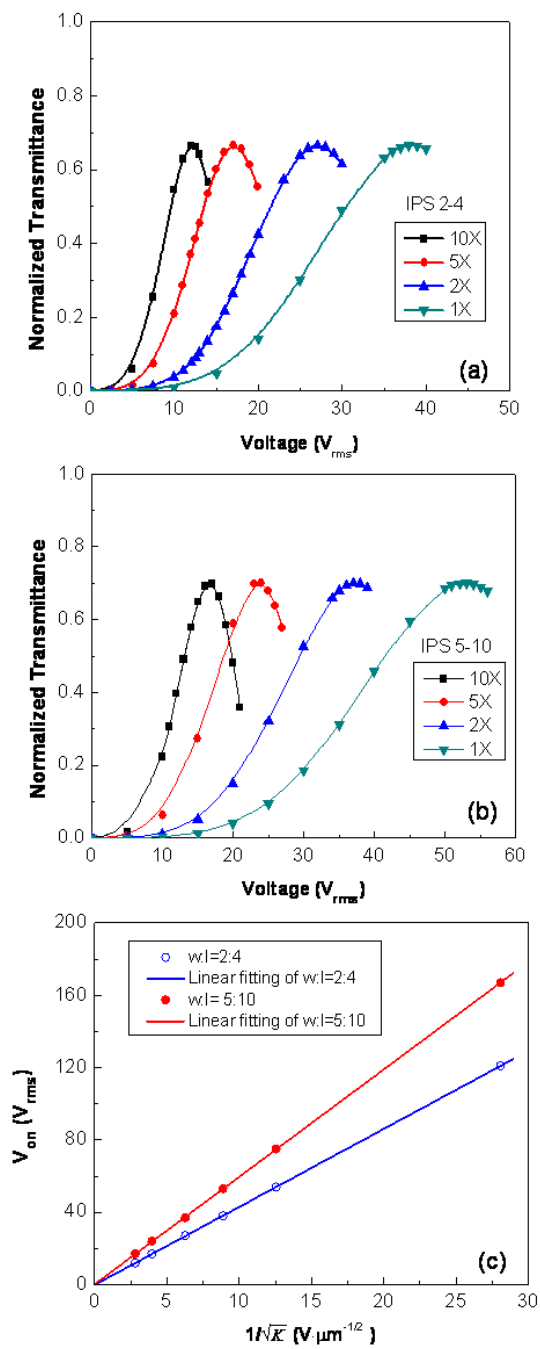 1.0
0.8
0.6
0.4
0.2
0.0
Normalized Transmittance
IPS 2-4
10X
5X
2X
1X
(a)
0 10 20 30 40 50
Voltage (V_rms)
1.0
0.8
0.6
0.4
0.2
0.0
Normalized Transmittance
IPS 5-10
10X
5X
2X
1X
(b)
0 10 20 30 40 50 60
Voltage (V_rms)
200
160
120
80
40
0
V_on (V_rms)
w:l=2:4
Linear fitting of w:l=2:4
w:l= 5:10
Linear fitting of w:l=5:10
(c)
0 5 10 15 20 25 30
1/√K (V·μm^-1/2)